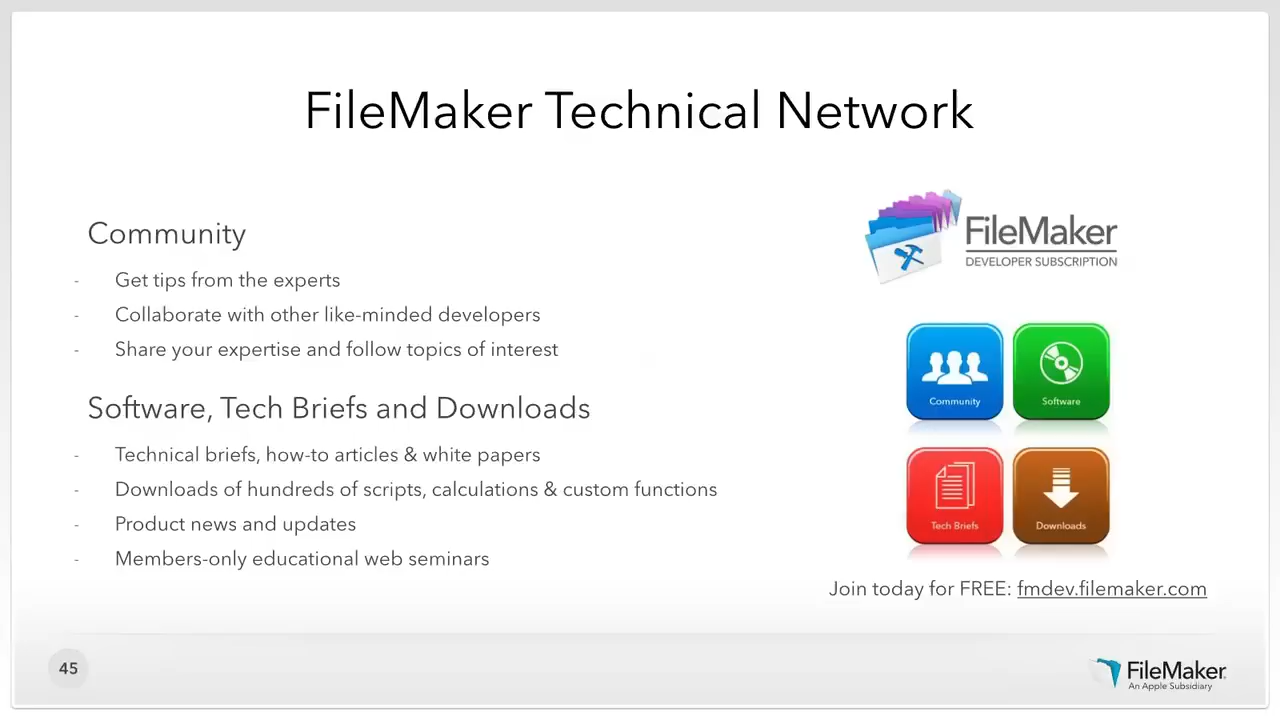 FileMaker Technical Network
Community
- Get tips from the experts
- Collaborate with other like-minded developers
- Share your expertise and follow topics of interest
Software, Tech Briefs and Downloads
- Technical briefs, how-to articles & white papers
- Downloads of hundreds of scripts, calculations & custom functions
- Product news and updates
- Members-only educational web seminars
FileMaker
DEVELOPER SUBSCRIPTION
Community
Software
Tech Briefs
Downloads
Join today for FREE: fmdev.filemaker.com
45
FileMaker
An Apple Subsidiary